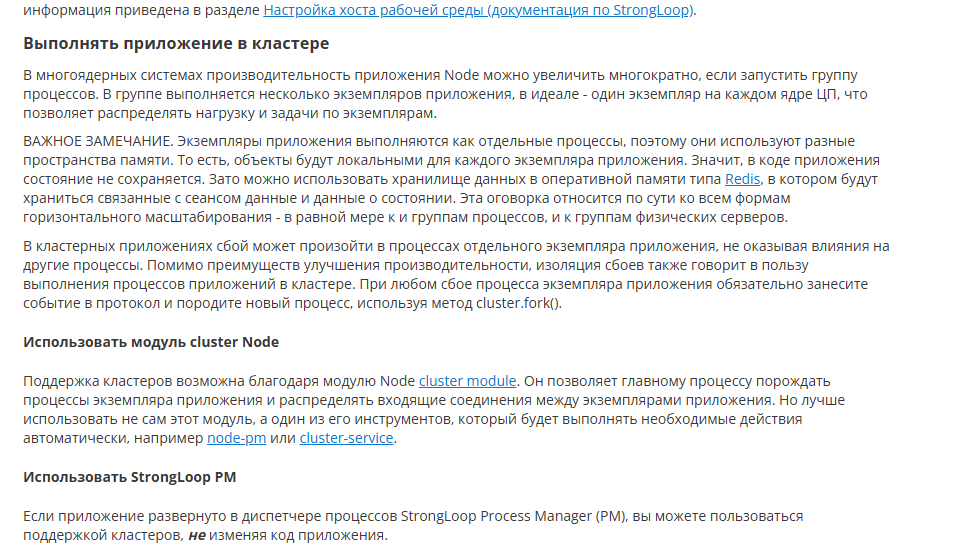 информация приведена в разделе Настройка хоста рабочей среды (документация по StrongLoop).
Выполнять приложение в кластере
В многоядерных системах производительность приложения Node можно увеличить многократно, если запустить группу
процессов. В группе выполняется несколько экземпляров приложения, в идеале - один экземпляр на каждом ядре ЦП, что
позволяет распределять нагрузку и задачи по экземплярам.
ВАЖНОЕ ЗАМЕЧАНИЕ. Экземпляры приложения выполняются как отдельные процессы, поэтому они используют разные
пространства памяти. То есть, объекты будут локальными для каждого экземпляра приложения. Значит, в коде приложения
состояние не сохраняется. Зато можно использовать хранилище данных в оперативной памяти типа Redis, в котором будут
храниться связанные с сеансом данные и данные о состоянии. Эта оговорка относится по сути ко всем формам
горизонтального масштабирования - в равной мере к и группам процессов, и к группам физических серверов.
В кластерных приложениях сбой может произойти в процессах отдельного экземпляра приложения, не оказывая влияния на
другие процессы. Помимо преимуществ улучшения производительности, изоляция сбоев также говорит в пользу
выполнения процессов приложений в кластере. При любом сбое процесса экземпляра приложения обязательно занесите
событие в протокол и породите новый процесс, используя метод cluster.fork().
Использовать модуль cluster Node
Поддержка кластеров возможна благодаря модулю Node cluster module. Он позволяет главному процессу порождать
процессы экземпляра приложения и распределять входящие соединения между экземплярами приложения. Но лучше
использовать не сам этот модуль, а один из его инструментов, который будет выполнять необходимые действия
автоматически, например node-pm или cluster-service.
Использовать StrongLoop PM
Если приложение развернуто в диспетчере процессов StrongLoop Process Manager (PM), вы можете пользоваться
поддержкой кластеров, не изменяя код приложения.